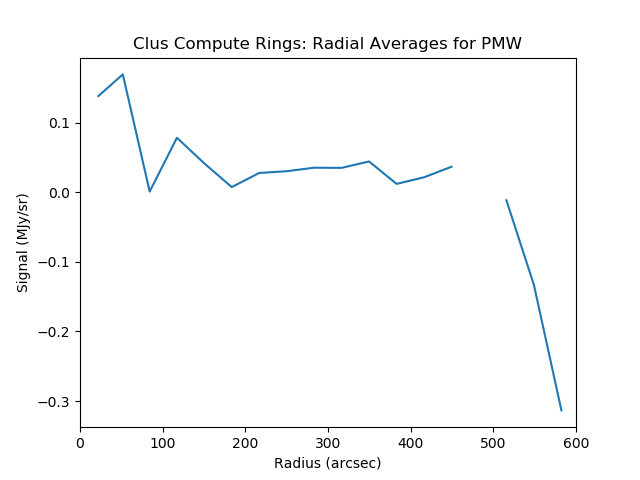 Clus Compute Rings: Radial Averages for PMW
Signal (MJy/sr)
0.1
0.0
−0.1
−0.2
−0.3
0 100 200 300 400 500 600
Radius (arcsec)